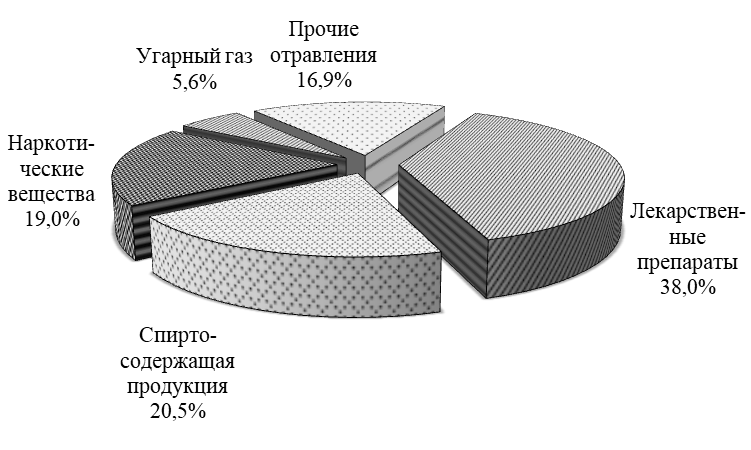 Прочие
отравления
16,9%
Угарный газ
5,6%
Наркоти-
ческие
вещества
19,0%
Лекарствен-
ные
препараты
38,0%
Спирто-
содержащая
продукция
20,5%